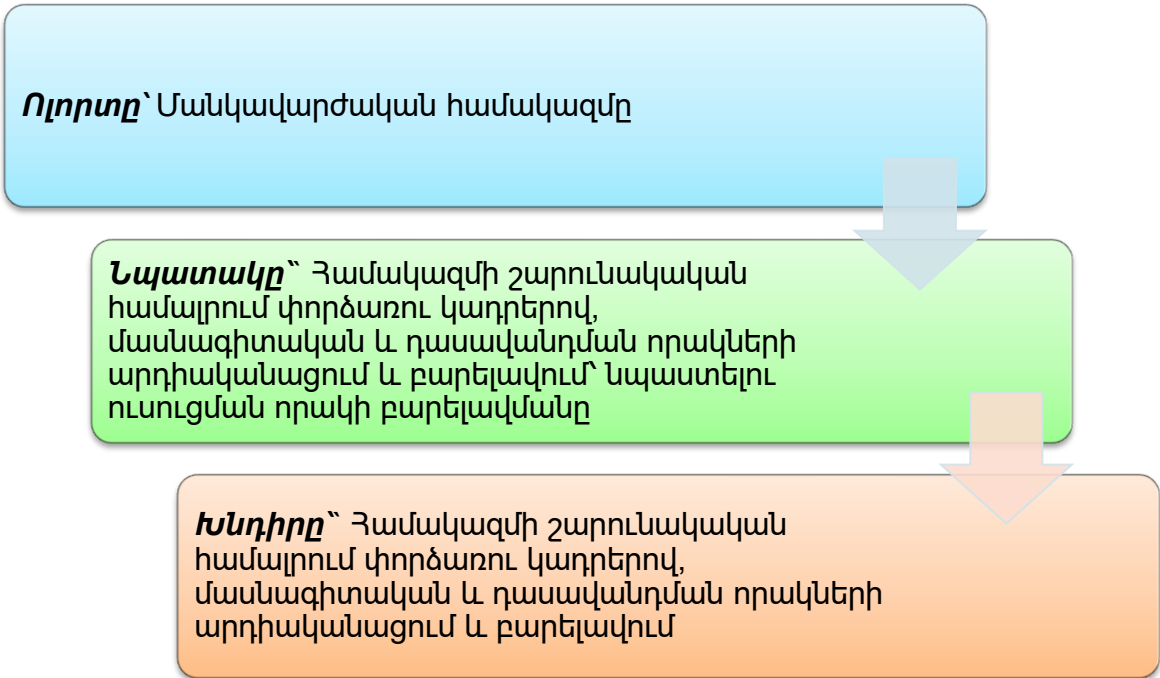 Ոլորտը՝ Մանկավարժական համակազմը
Նպատակը՝՝ Համակազմի շարունակական
համալրում փորձառու կադրերով,
մասնագիտական և դասավանդման որակների
արդիականացում և բարելավում՝ նպաստելու
ուսուցման որակի բարելավմանը
Խնդիրը՝՝ Համակազմի շարունակական
համալրում փորձառու կադրերով,
մասնագիտական և դասավանդման որակների
արդիականացում և բարելավում